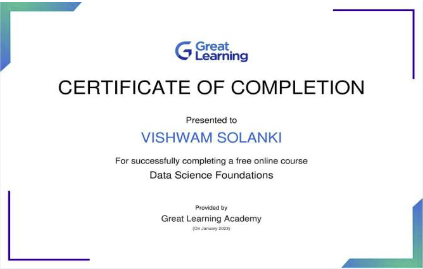 Great
Learning
CERTIFICATE OF COMPLETION
Presented to
VISHWAM SOLANKI
For successfully completing a free online course
Data Science Foundations
Provided by
Great Learning Academy
(On January 2023)